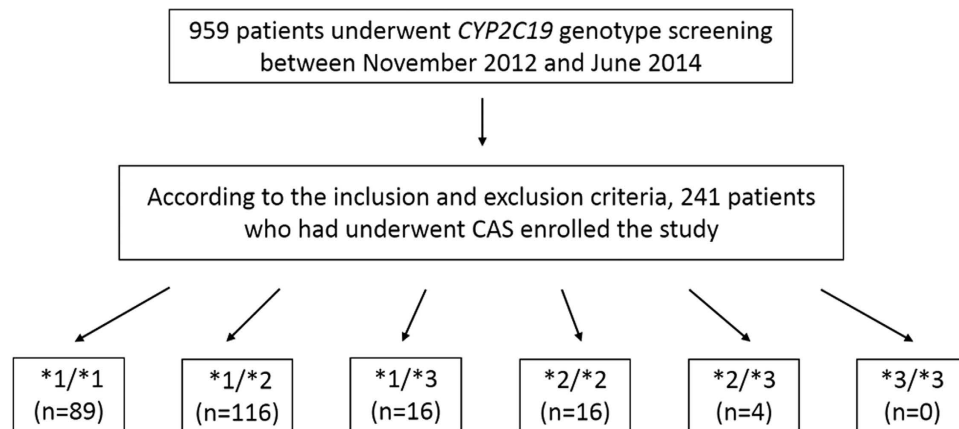 959 patients underwent CYP2C19 genotype screening
between November 2012 and June 2014
According to the inclusion and exclusion criteria, 241 patients
who had underwent CAS enrolled the study
*1/*1
(n=89)
*1/*2
(n=116)
*1/*3
(n=16)
*2/*2
(n=16)
*2/*3
(n=4)
*3/*3
(n=0)